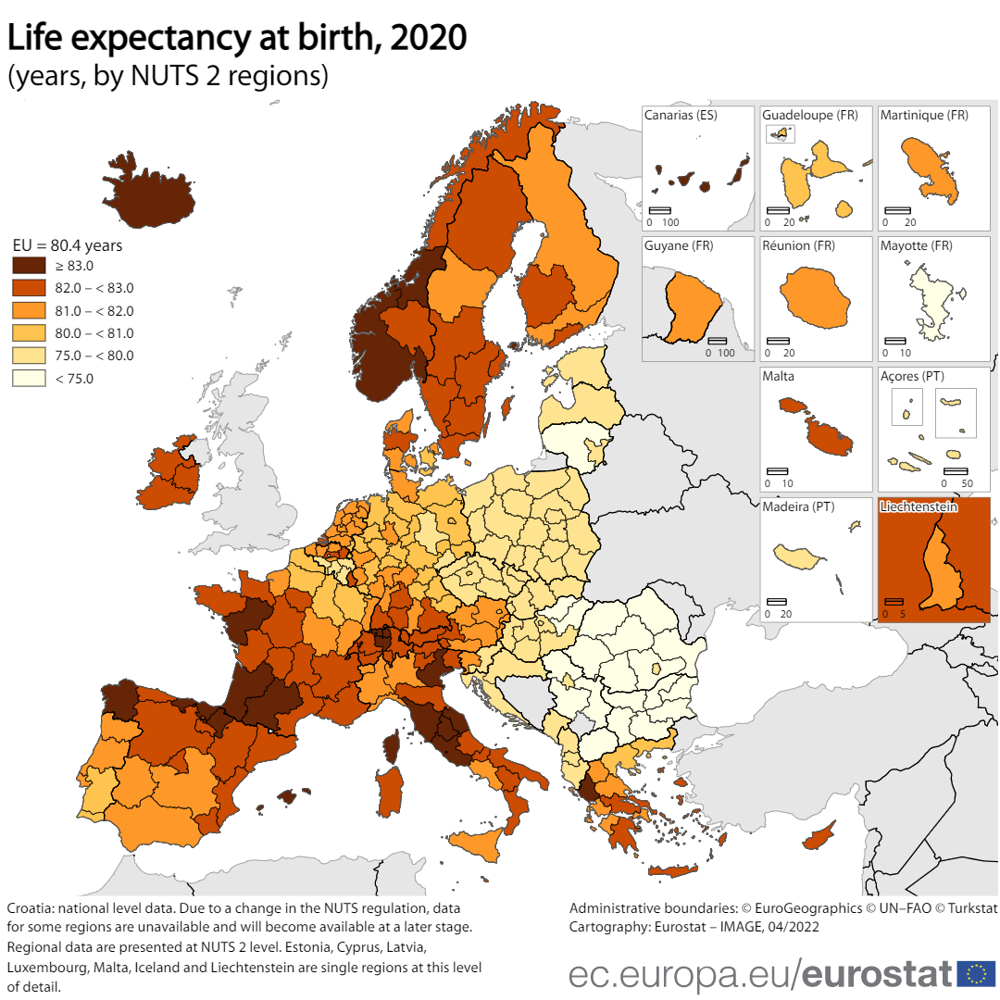 Life expectancy at birth, 2020
(years, by NUTS 2 regions)
Canarias (ES)
0 100
Guadeloupe (FR)
0 20
Martinique (FR)
0 20
EU = 80.4 years
≥ 83.0
82.0 – < 83.0
81.0 – < 82.0
80.0 – < 81.0
75.0 – < 80.0
< 75.0
Guyane (FR)
0 100
Réunion (FR)
0 20
Mayotte (FR)
0 10
Malta
0 10
Açores (PT)
0 50
Madeira (PT)
0 20
Liechtenstein
0 5
Croatia: national level data. Due to a change in the NUTS regulation, data
for some regions are unavailable and will become available at a later stage.
Regional data are presented at NUTS 2 level. Estonia, Cyprus, Latvia,
Luxembourg, Malta, Iceland and Liechtenstein are single regions at this level
of detail.
Administrative boundaries: © EuroGeographics © UN–FAO © Turkstat
Cartography: Eurostat – IMAGE, 04/2022
ec.europa.eu/eurostat